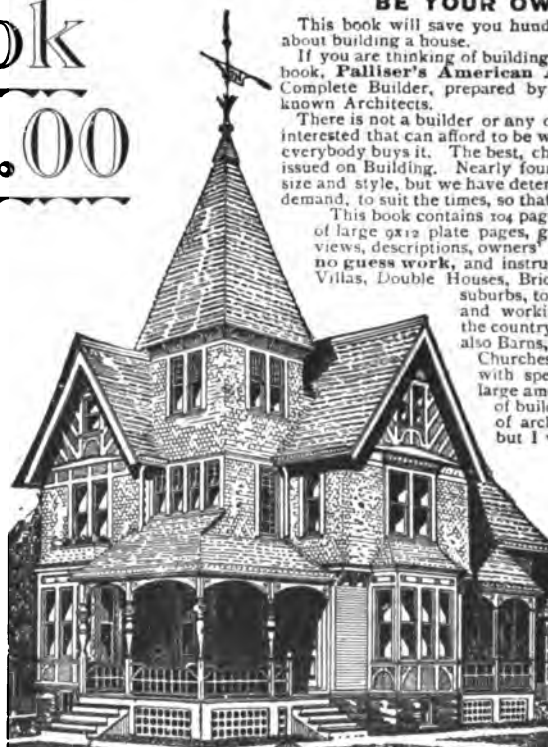 ok
.00
BE YOUR OW
This book will save you hund
about building a house.
If you are thinking of building
book, Palliser's American
Complete Builder, prepared by
known Architects.
There is not a builder or any o
interested that can afford to be w
everybody buys it. The best, ch
issued on Building. Nearly four
size and style, but we have deter
demand, to suit the times, so that
This book contains 104 pag
of large 9x12 plate pages, g
views, descriptions, owners'
no guess work, and instru
Villas, Double Houses, Bric
suburbs, to
and worki
the country
also Barns,
Churches
with spe
large am
of build
of arch
but I